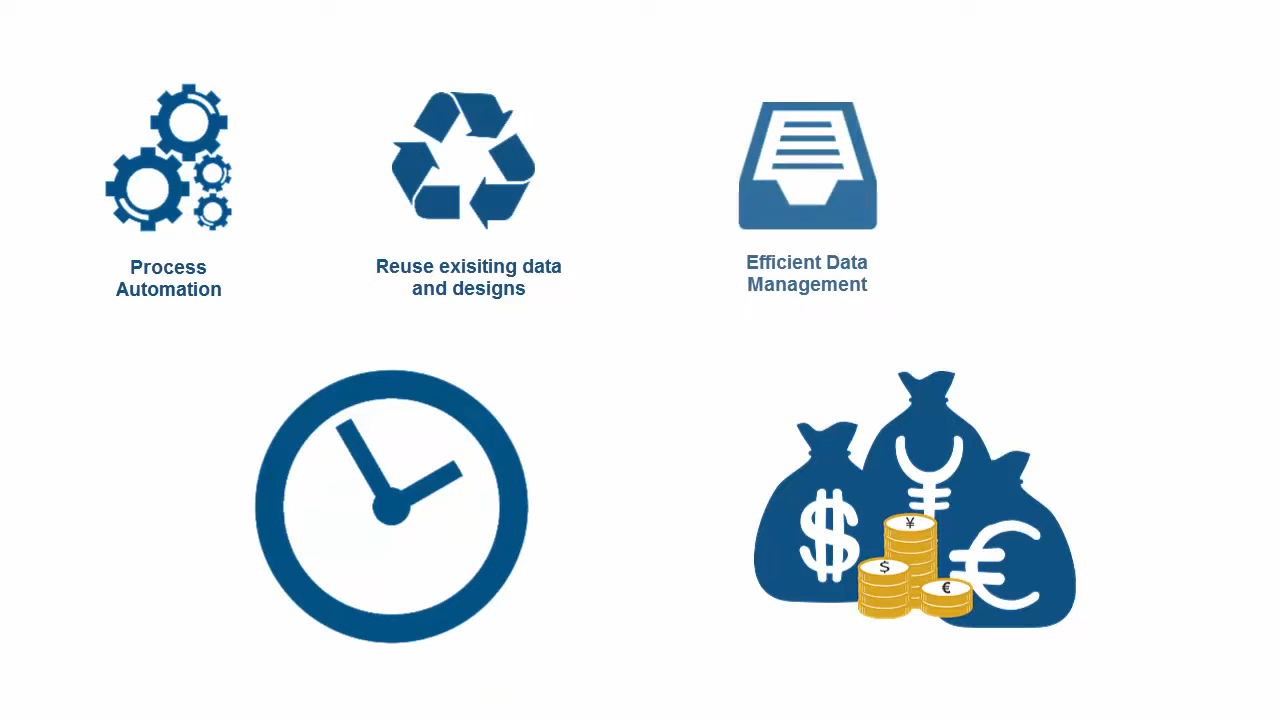 Process
Automation
Reuse exisiting data
and designs
Efficient Data
Management
$
¥
€
¥
$
€